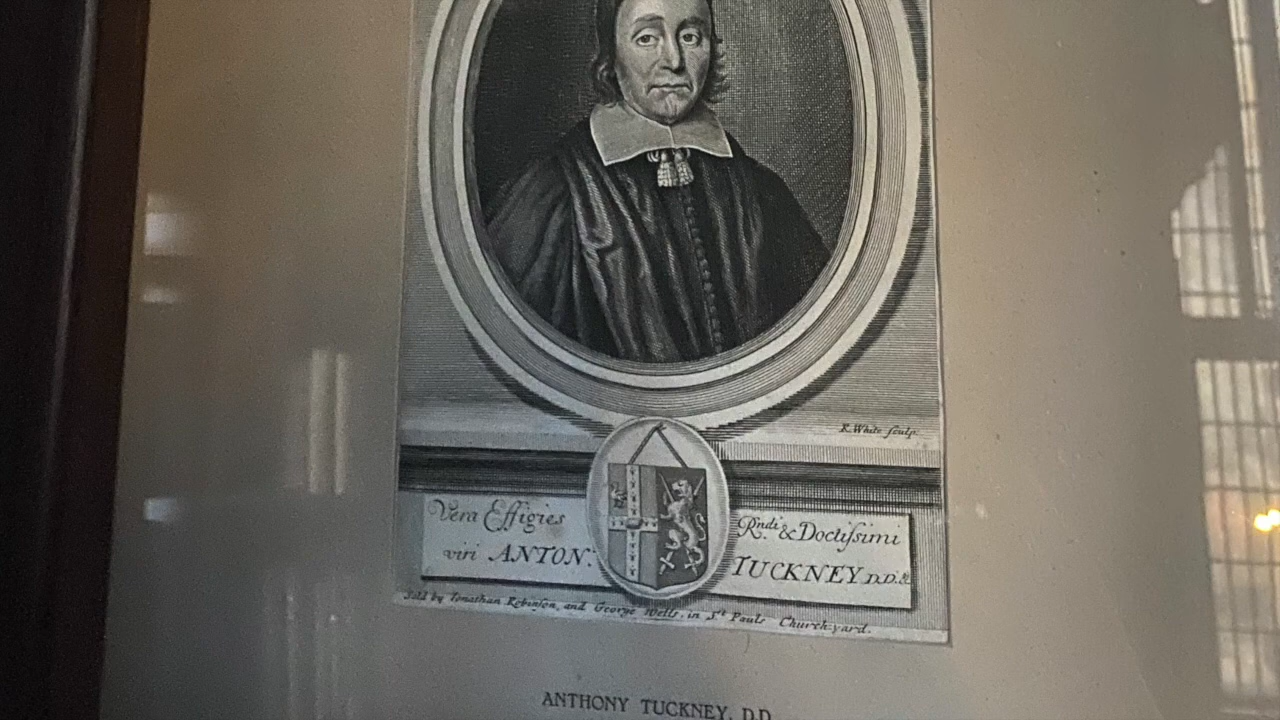 R. White sculp:
Vera Effigies Rndi. & Doctissimi
viri ANTON: TUCKNEY D.D. &
Sold by Jonathan Robinson, and George Wells, in St Pauls Church-yard.
ANTHONY TUCKNEY, D.D.